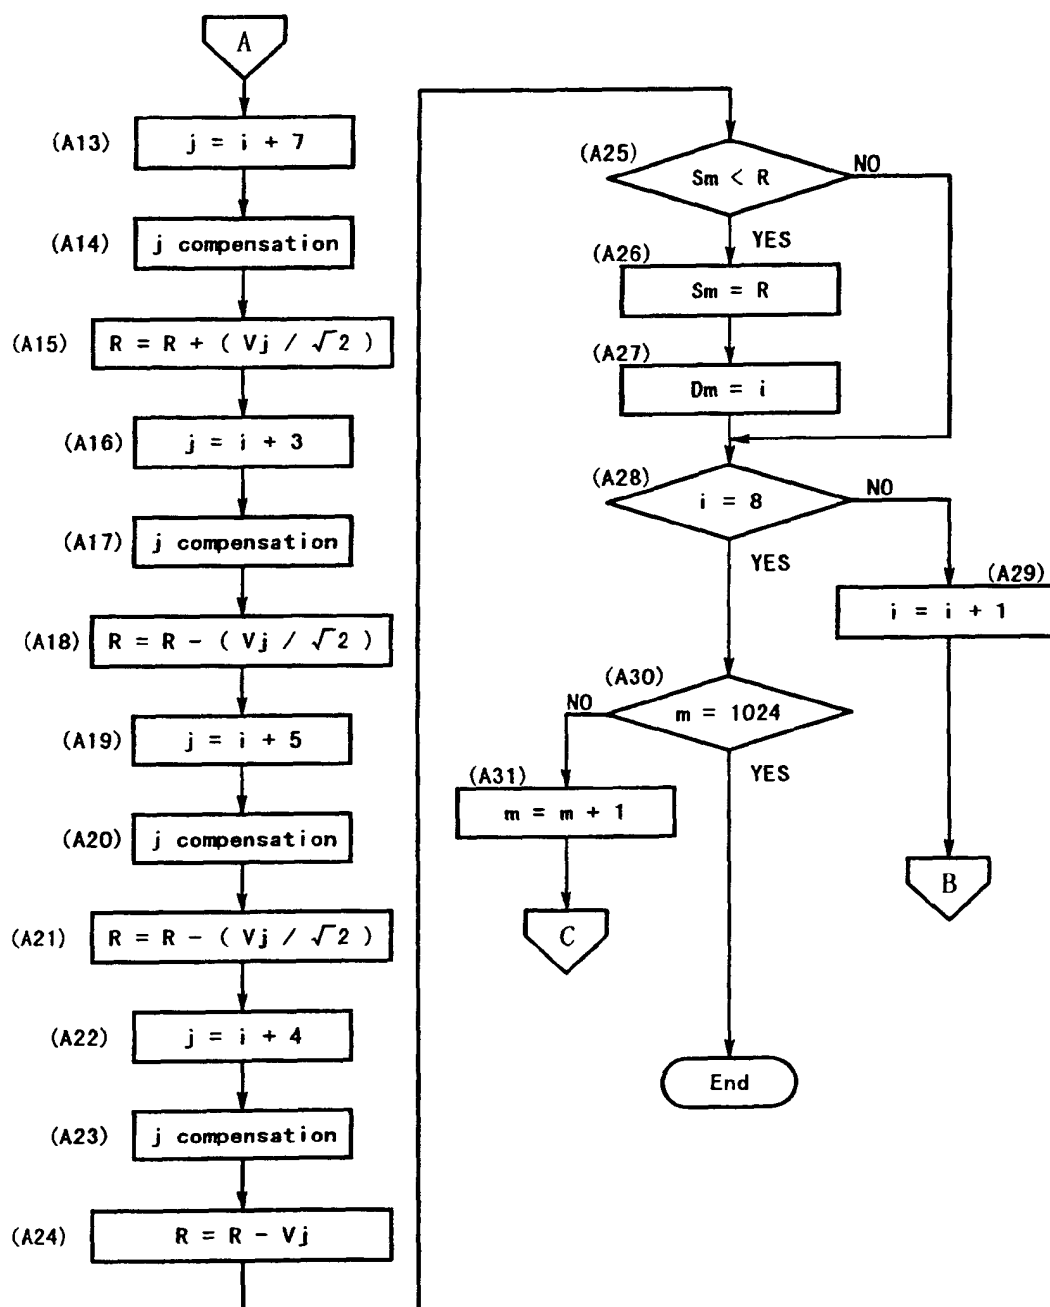 A
(A13) j = i + 7
(A14) j compensation
(A15) R = R + ( Vj / √2 )
(A16) j = i + 3
(A17) j compensation
(A18) R = R - ( Vj / √2 )
(A19) j = i + 5
(A20) j compensation
(A21) R = R - ( Vj / √2 )
(A22) j = i + 4
(A23) j compensation
(A24) R = R - Vj
(A25) Sm < R NO
YES
(A26) Sm = R
(A27) Dm = i
(A28) i = 8 NO
YES
(A29) i = i + 1
B
(A30) m = 1024 NO
YES
(A31) m = m + 1
C
End